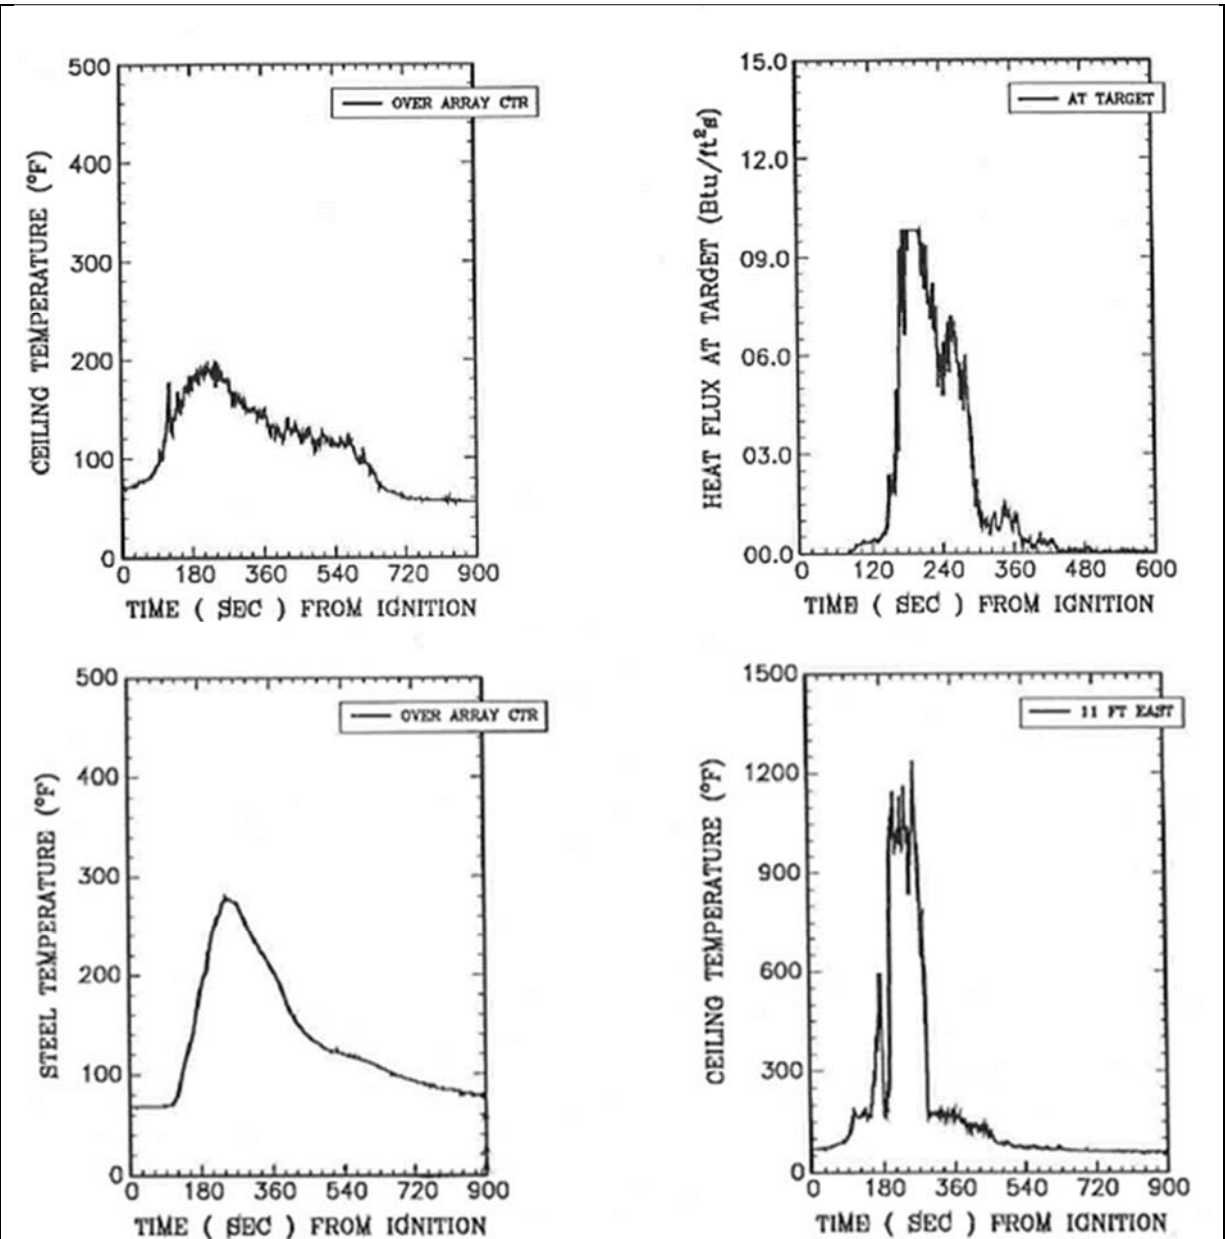 500
OVER ARRAY CTR
400
300
200
100
0
CEILING TEMPERATURE (°F)
0 180 360 540 720 900
TIME ( SEC ) FROM IGNITION
15.0
AT TARGET
12.0
09.0
06.0
03.0
00.0
HEAT FLUX AT TARGET (Btu/ft²s)
0 120 240 360 480 600
TIME ( SEC ) FROM IGNITION
500
OVER ARRAY CTR
400
300
200
100
0
STEEL TEMPERATURE (°F)
0 180 360 540 720 900
TIME ( SEC ) FROM IGNITION
1500
11 FT EAST
1200
900
600
300
0
CEILING TEMPERATURE (°F)
0 180 360 540 720 900
TIME ( SEC ) FROM IGNITION